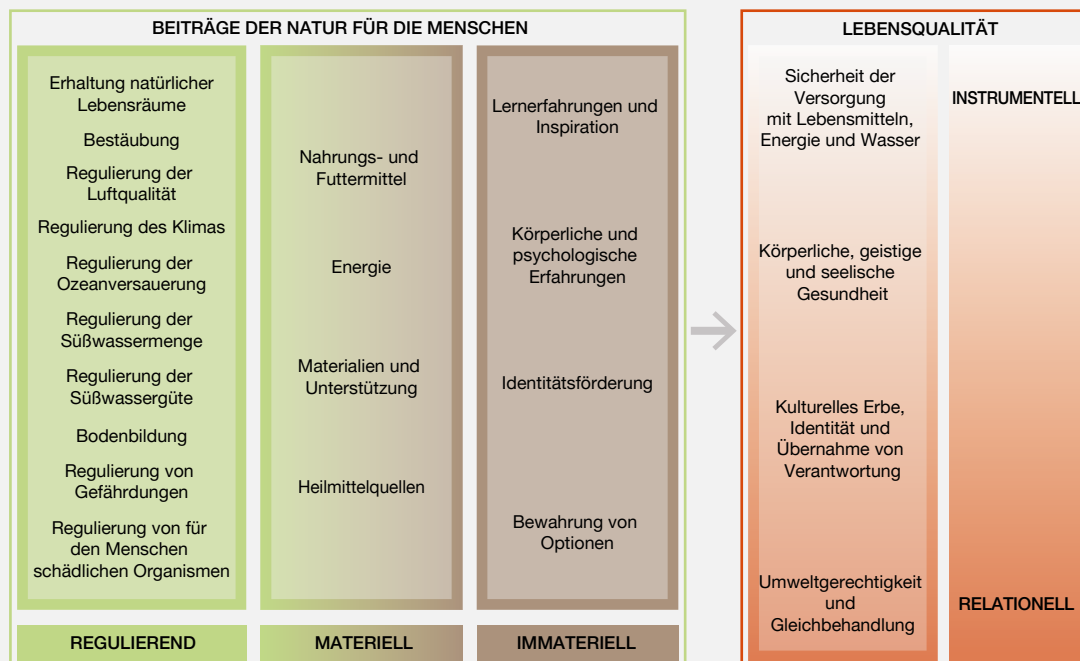 BEITRÄGE DER NATUR FÜR DIE MENSCHEN
Erhaltung natürlicher
Lebensräume
Bestäubung
Regulierung der
Luftqualität
Regulierung des Klimas
Regulierung der
Ozeanversauerung
Regulierung der
Süßwassermenge
Regulierung der
Süßwassergüte
Bodenbildung
Regulierung von
Gefährdungen
Regulierung von für
den Menschen
schädlichen Organismen
REGULIEREND
Nahrungs- und
Futtermittel
Energie
Materialien und
Unterstützung
Heilmittelquellen
MATERIELL
Lernerfahrungen und
Inspiration
Körperliche und
psychologische
Erfahrungen
Identitätsförderung
Bewahrung von
Optionen
IMMATERIELL
LEBENSQUALITÄT
Sicherheit der
Versorgung
mit Lebensmitteln,
Energie und Wasser
Körperliche, geistige
und seelische
Gesundheit
Kulturelles Erbe,
Identität und
Übernahme von
Verantwortung
Umweltgerechtigkeit
und
Gleichbehandlung
INSTRUMENTELL
RELATIONELL